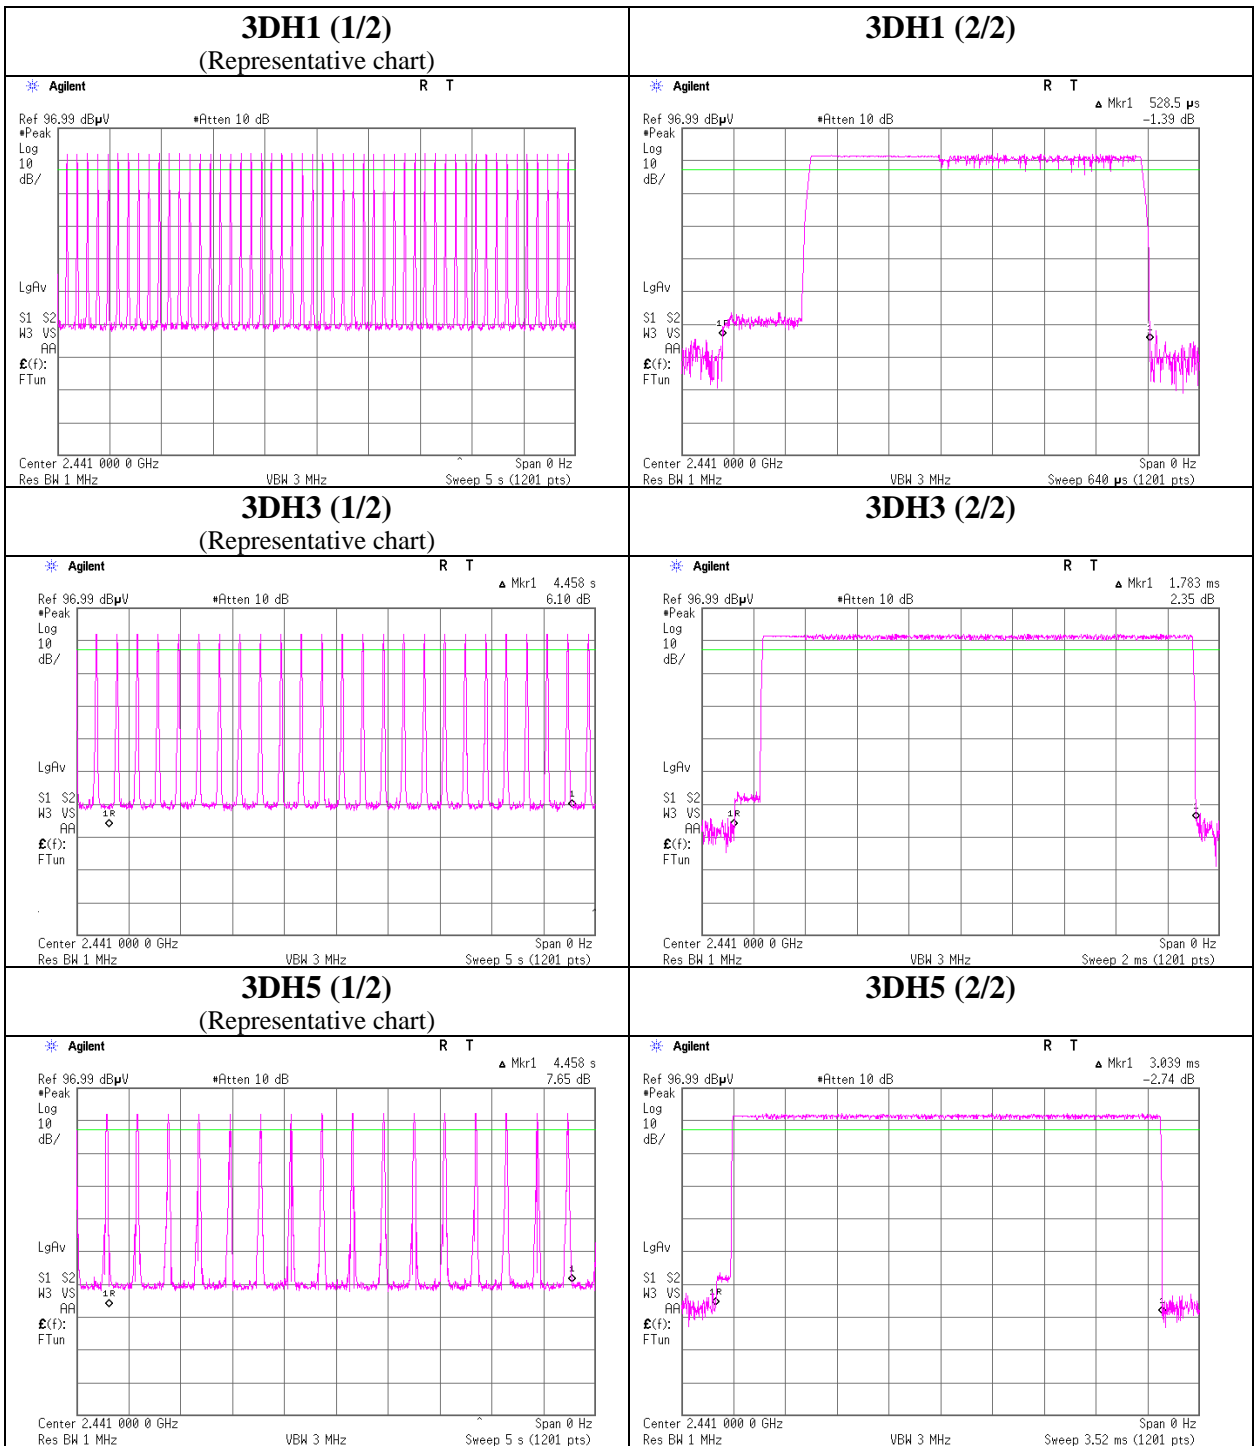 3DH1 (1/2)
(Representative chart)
3DH1 (2/2)
Agilent R T
Ref 96.99 dBµV #Atten 10 dB
#Peak
Log
10
dB/
LgAv
S1 S2
W3 VS
AA
£(f):
FTun
Center 2.441 000 0 GHz Span 0 Hz
Res BW 1 MHz VBW 3 MHz Sweep 5 s (1201 pts)
Agilent R T
Δ Mkr1 528.5 µs
Ref 96.99 dBµV #Atten 10 dB -1.39 dB
#Peak
Log
10
dB/
LgAv
1R
1
S1 S2
W3 VS
AA
£(f):
FTun
Center 2.441 000 0 GHz Span 0 Hz
Res BW 1 MHz VBW 3 MHz Sweep 640 µs (1201 pts)
3DH3 (1/2)
(Representative chart)
3DH3 (2/2)
Agilent R T
Δ Mkr1 4.458 s
Ref 96.99 dBµV #Atten 10 dB 6.10 dB
#Peak
Log
10
dB/
LgAv
1
S1 S2
W3 VS
1R
AA
£(f):
FTun
Center 2.441 000 0 GHz Span 0 Hz
Res BW 1 MHz VBW 3 MHz Sweep 5 s (1201 pts)
Agilent R T
Δ Mkr1 1.783 ms
Ref 96.99 dBµV #Atten 10 dB 2.35 dB
#Peak
Log
10
dB/
LgAv
S1 S2
W3 VS
1R
1
AA
£(f):
FTun
Center 2.441 000 0 GHz Span 0 Hz
Res BW 1 MHz VBW 3 MHz Sweep 2 ms (1201 pts)
3DH5 (1/2)
(Representative chart)
3DH5 (2/2)
Agilent R T
Δ Mkr1 4.458 s
Ref 96.99 dBµV #Atten 10 dB 7.65 dB
#Peak
Log
10
dB/
LgAv
1
S1 S2
W3 VS
1R
AA
£(f):
FTun
Center 2.441 000 0 GHz Span 0 Hz
Res BW 1 MHz VBW 3 MHz Sweep 5 s (1201 pts)
Agilent R T
Δ Mkr1 3.039 ms
Ref 96.99 dBµV #Atten 10 dB -2.74 dB
#Peak
Log
10
dB/
LgAv
S1 S2
W3 VS
1R
1
AA
£(f):
FTun
Center 2.441 000 0 GHz Span 0 Hz
Res BW 1 MHz VBW 3 MHz Sweep 3.52 ms (1201 pts)